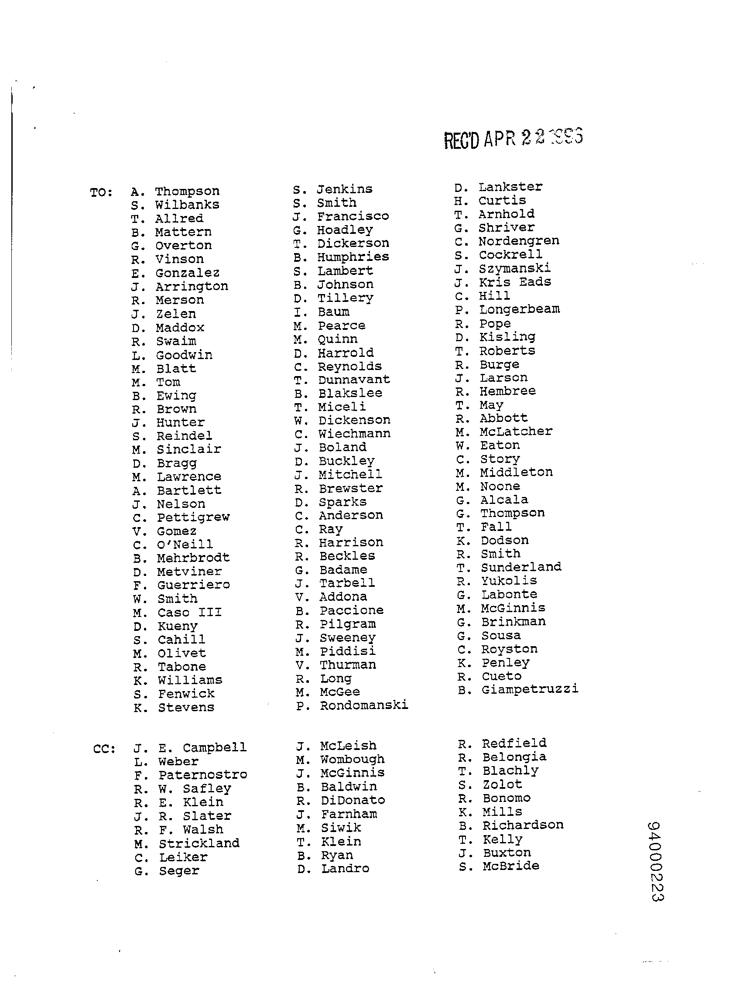 REC'D APR 22 1996
TO: A. Thompson S. Jenkins D. Lankster
S. Wilbanks S. Smith H. Curtis
T. Allred J. Francisco T. Arnhold
B. Mattern G. Hoadley G. Shriver
G. Overton T. Dickerson C. Nordengren
R. Vinson B. Humphries S. Cockrell
E. Gonzalez S. Lambert J. Szymanski
J. Arrington B. Johnson J. Kris Eads
R. Merson D. Tillery C. Hill
J. Zelen I. Baum P. Longerbeam
D. Maddox M. Pearce R. Pope
R. Swaim M. Quinn D. Kisling
L. Goodwin D. Harrold T. Roberts
M. Blatt C. Reynolds R. Burge
M. Tom T. Dunnavant J. Larson
B. Ewing B. Blakslee R. Hembree
R. Brown T. Miceli T. May
J. Hunter W. Dickenson R. Abbott
S. Reindel C. Wiechmann M. McLatcher
M. Sinclair J. Boland W. Eaton
D. Bragg D. Buckley C. Story
M. Lawrence J. Mitchell M. Middleton
A. Bartlett R. Brewster M. Noone
J. Nelson D. Sparks G. Alcala
C. Pettigrew C. Anderson G. Thompson
V. Gomez C. Ray T. Fall
C. O'Neill R. Harrison K. Dodson
B. Mehrbrodt R. Beckles R. Smith
D. Metviner G. Badame T. Sunderland
F. Guerriero J. Tarbell R. Yukolis
W. Smith V. Addona G. Labonte
M. Caso III B. Paccione M. McGinnis
D. Kueny R. Pilgram G. Brinkman
S. Cahill J. Sweeney G. Sousa
M. Olivet M. Piddisi C. Royston
R. Tabone V. Thurman K. Penley
K. Williams R. Long R. Cueto
S. Fenwick M. McGee B. Giampetruzzi
K. Stevens P. Rondomanski
CC: J. E. Campbell J. McLeish R. Redfield
L. Weber M. Wombough R. Belongia
F. Paternostro J. McGinnis T. Blachly
R. W. Safley B. Baldwin S. Zolot
R. E. Klein R. DiDonato R. Bonomo
J. R. Slater J. Farnham K. Mills
R. F. Walsh M. Siwik B. Richardson
M. Strickland T. Klein T. Kelly
C. Leiker B. Ryan J. Buxton
G. Seger D. Landro S. McBride
94000223